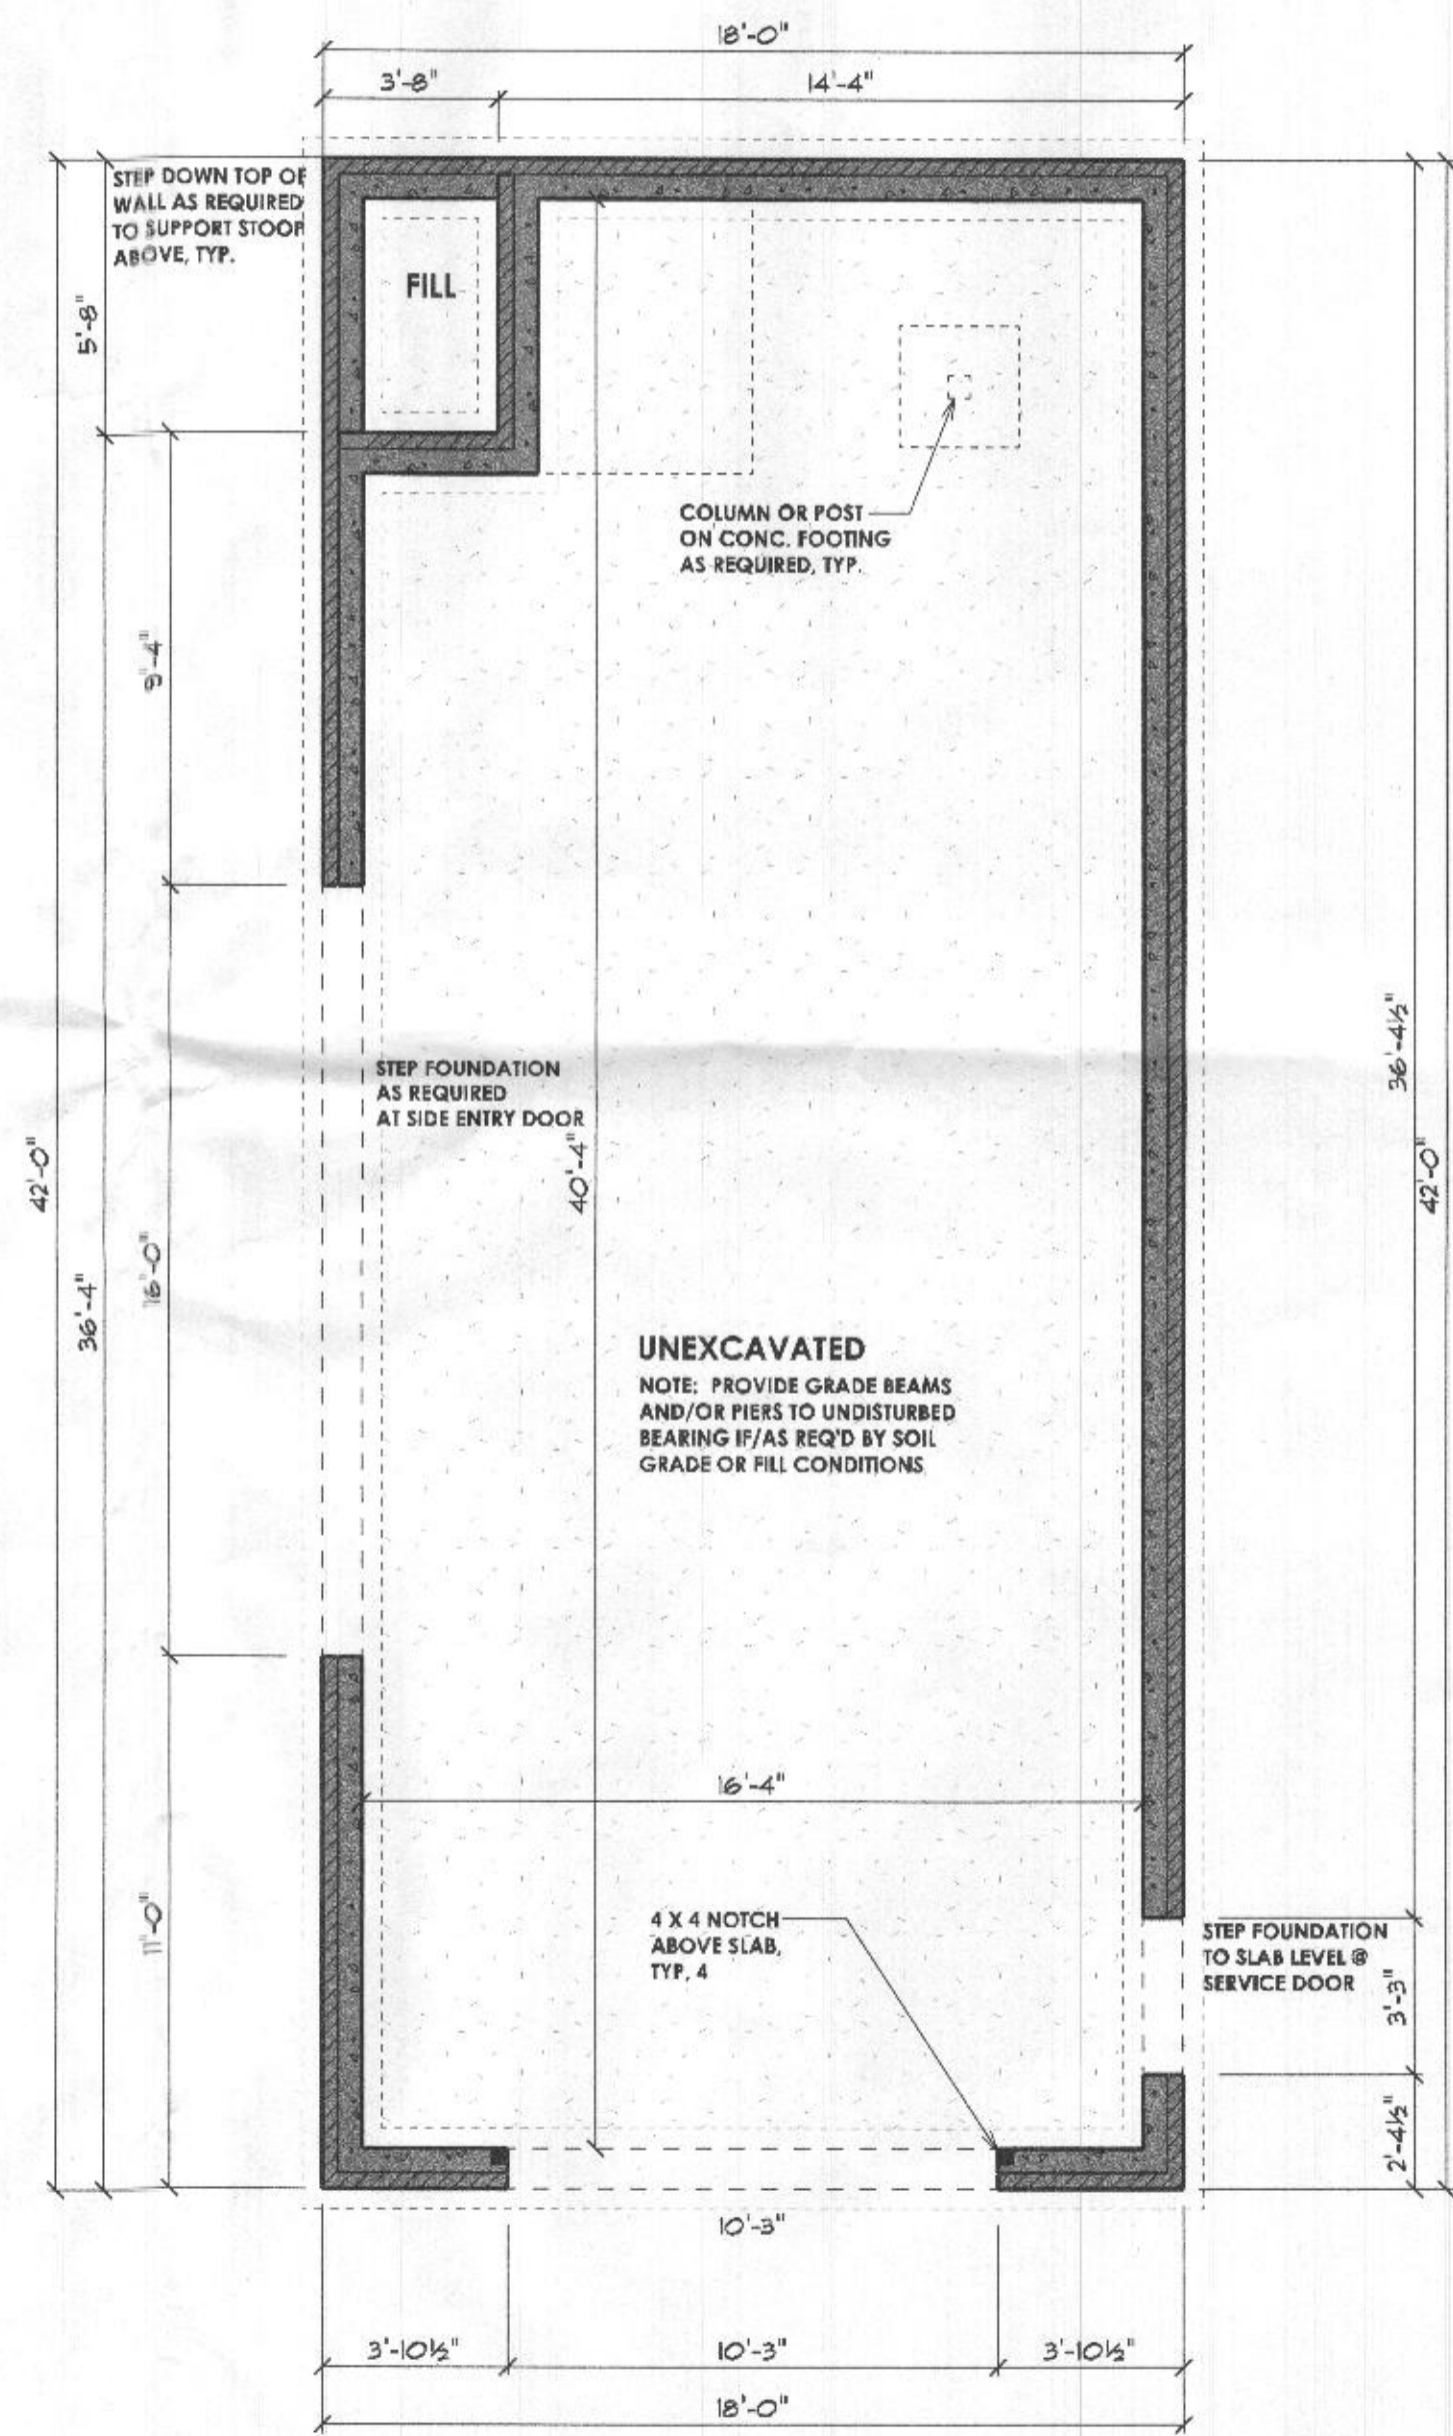 18'-0"
3'-8"
14'-4"
STEP DOWN TOP OF
WALL AS REQUIRED
TO SUPPORT STOOP
ABOVE, TYP.
FILL
5'-8"
COLUMN OR POST
ON CONC. FOOTING
AS REQUIRED, TYP.
9'-4"
STEP FOUNDATION
AS REQUIRED
AT SIDE ENTRY DOOR
36'-4½"
42'-0"
40'-4"
42'-0"
16'-0"
36'-4"
UNEXCAVATED
NOTE: PROVIDE GRADE BEAMS
AND/OR PIERS TO UNDISTURBED
BEARING IF/AS REQ'D BY SOIL
GRADE OR FILL CONDITIONS
16'-4"
11'-0"
4 X 4 NOTCH
ABOVE SLAB,
TYP. 4
STEP FOUNDATION
TO SLAB LEVEL @
SERVICE DOOR
3'-3"
2'-4½"
10'-3"
3'-10½"
10'-3"
3'-10½"
18'-0"